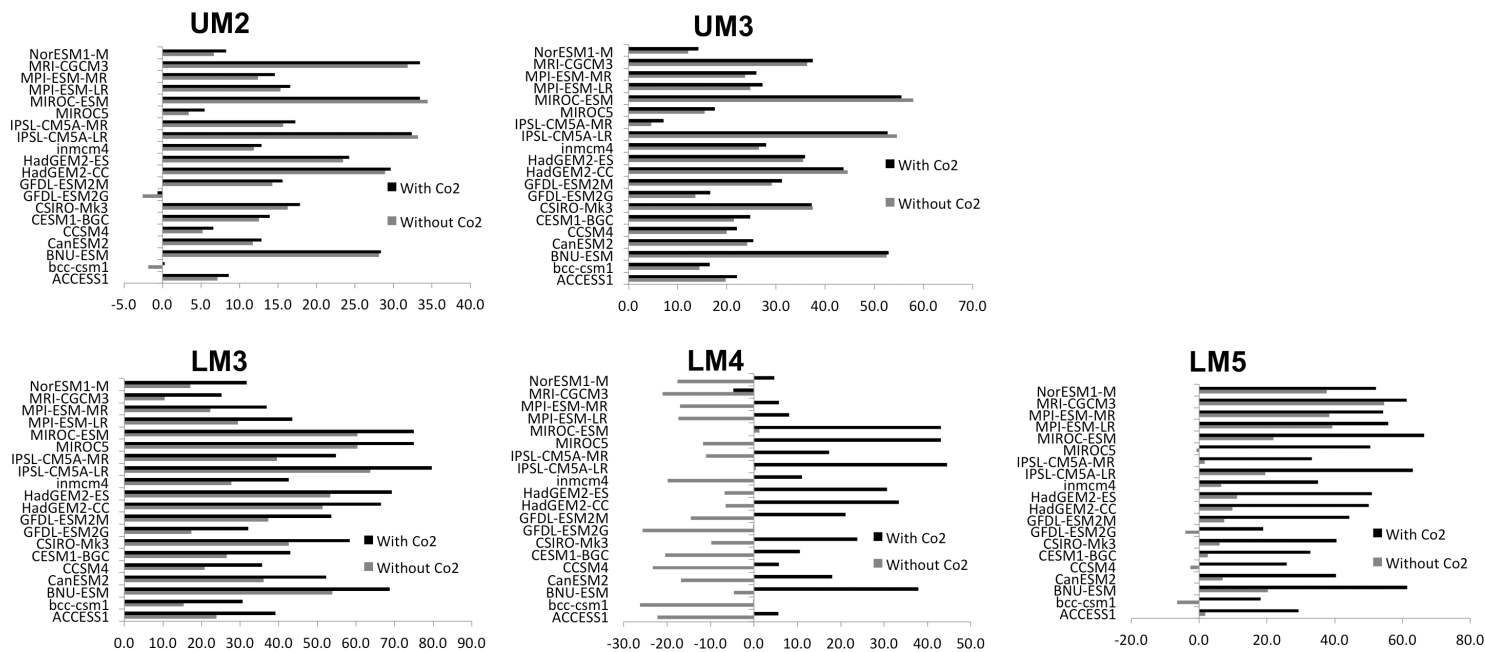 UM2
NorESM1-M
MRI-CGCM3
MPI-ESM-MR
MPI-ESM-LR
MIROC-ESM
MIROC5
IPSL-CM5A-MR
IPSL-CM5A-LR
inmcm4
HadGEM2-ES
HadGEM2-CC
GFDL-ESM2M
GFDL-ESM2G
CSIRO-Mk3
CESM1-BGC
CCSM4
CanESM2
BNU-ESM
bcc-csm1
ACCESS1
With Co2
Without Co2
-5.0 0.0 5.0 10.0 15.0 20.0 25.0 30.0 35.0 40.0
UM3
NorESM1-M
MRI-CGCM3
MPI-ESM-MR
MPI-ESM-LR
MIROC-ESM
MIROC5
IPSL-CM5A-MR
IPSL-CM5A-LR
inmcm4
HadGEM2-ES
HadGEM2-CC
GFDL-ESM2M
GFDL-ESM2G
CSIRO-Mk3
CESM1-BGC
CCSM4
CanESM2
BNU-ESM
bcc-csm1
ACCESS1
With Co2
Without Co2
0.0 10.0 20.0 30.0 40.0 50.0 60.0 70.0
LM3
NorESM1-M
MRI-CGCM3
MPI-ESM-MR
MPI-ESM-LR
MIROC-ESM
MIROC5
IPSL-CM5A-MR
IPSL-CM5A-LR
inmcm4
HadGEM2-ES
HadGEM2-CC
GFDL-ESM2M
GFDL-ESM2G
CSIRO-Mk3
CESM1-BGC
CCSM4
CanESM2
BNU-ESM
bcc-csm1
ACCESS1
With Co2
Without Co2
0.0 10.0 20.0 30.0 40.0 50.0 60.0 70.0 80.0 90.0
LM4
NorESM1-M
MRI-CGCM3
MPI-ESM-MR
MPI-ESM-LR
MIROC-ESM
MIROC5
IPSL-CM5A-MR
IPSL-CM5A-LR
inmcm4
HadGEM2-ES
HadGEM2-CC
GFDL-ESM2M
GFDL-ESM2G
CSIRO-Mk3
CESM1-BGC
CCSM4
CanESM2
BNU-ESM
bcc-csm1
ACCESS1
With Co2
Without Co2
-30.0 -20.0 -10.0 0.0 10.0 20.0 30.0 40.0 50.0
LM5
NorESM1-M
MRI-CGCM3
MPI-ESM-MR
MPI-ESM-LR
MIROC-ESM
MIROC5
IPSL-CM5A-MR
IPSL-CM5A-LR
inmcm4
HadGEM2-ES
HadGEM2-CC
GFDL-ESM2M
GFDL-ESM2G
CSIRO-Mk3
CESM1-BGC
CCSM4
CanESM2
BNU-ESM
bcc-csm1
ACCESS1
With Co2
Without Co2
-20.0 0.0 20.0 40.0 60.0 80.0